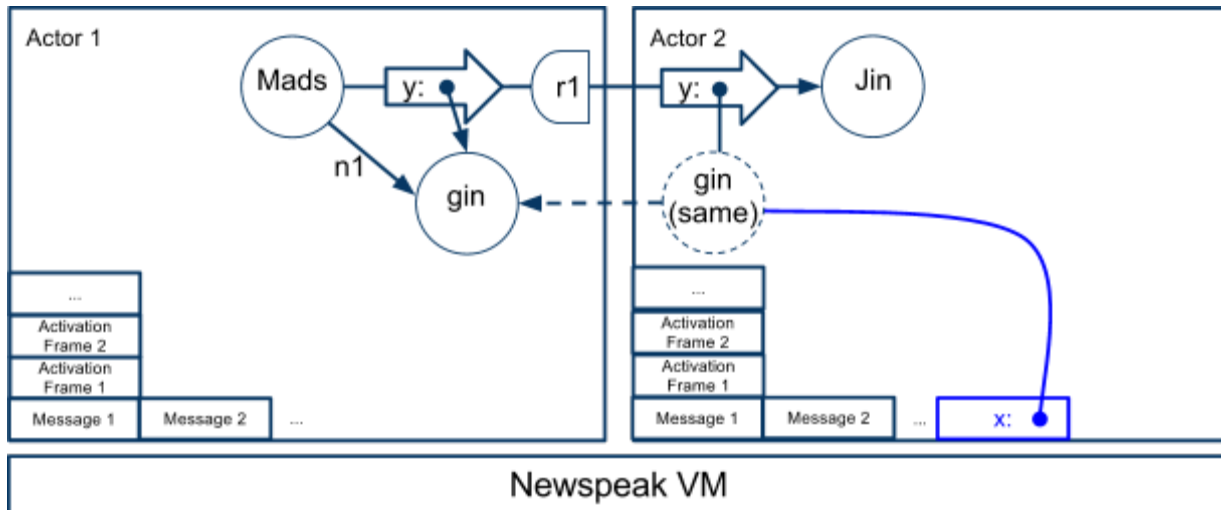 Actor 1
Mads
y:
r1
n1
gin
...
Activation
Frame 2
Activation
Frame 1
Message 1
Message 2
...
Actor 2
y:
Jin
gin
(same)
...
Activation
Frame 2
Activation
Frame 1
Message 1
Message 2
...
x:
Newspeak VM